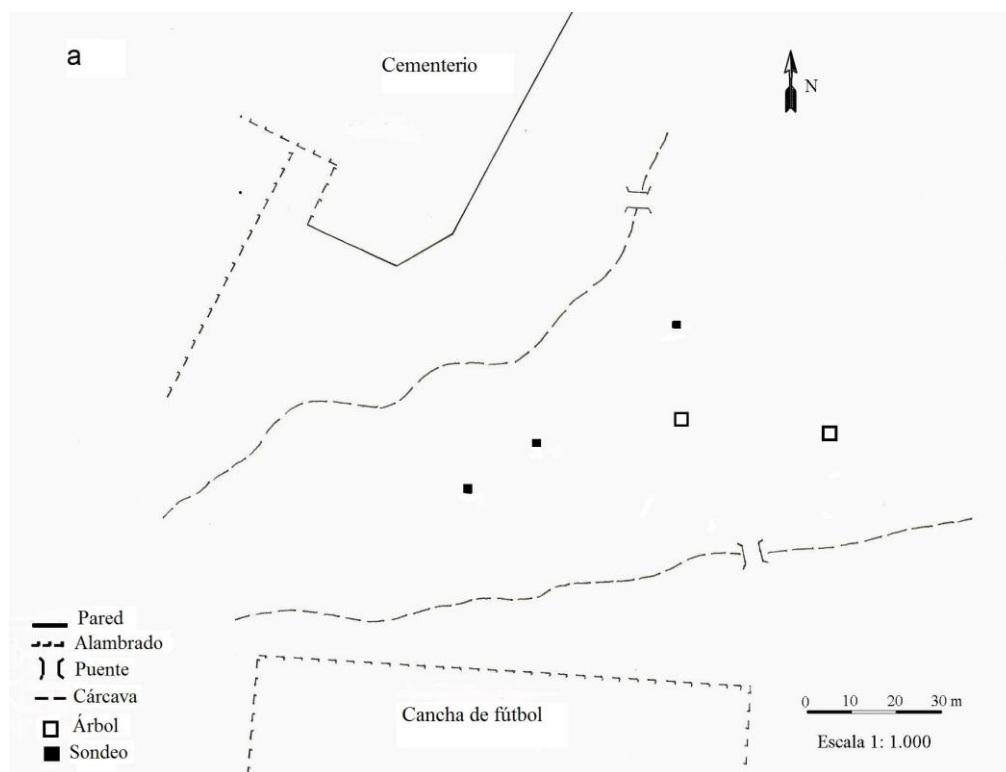 a
Cementerio
N
Pared
Alambrado
Puente
Cárcava
Árbol
Sondeo
Cancha de fútbol
0 10 20 30 m
Escala 1: 1.000